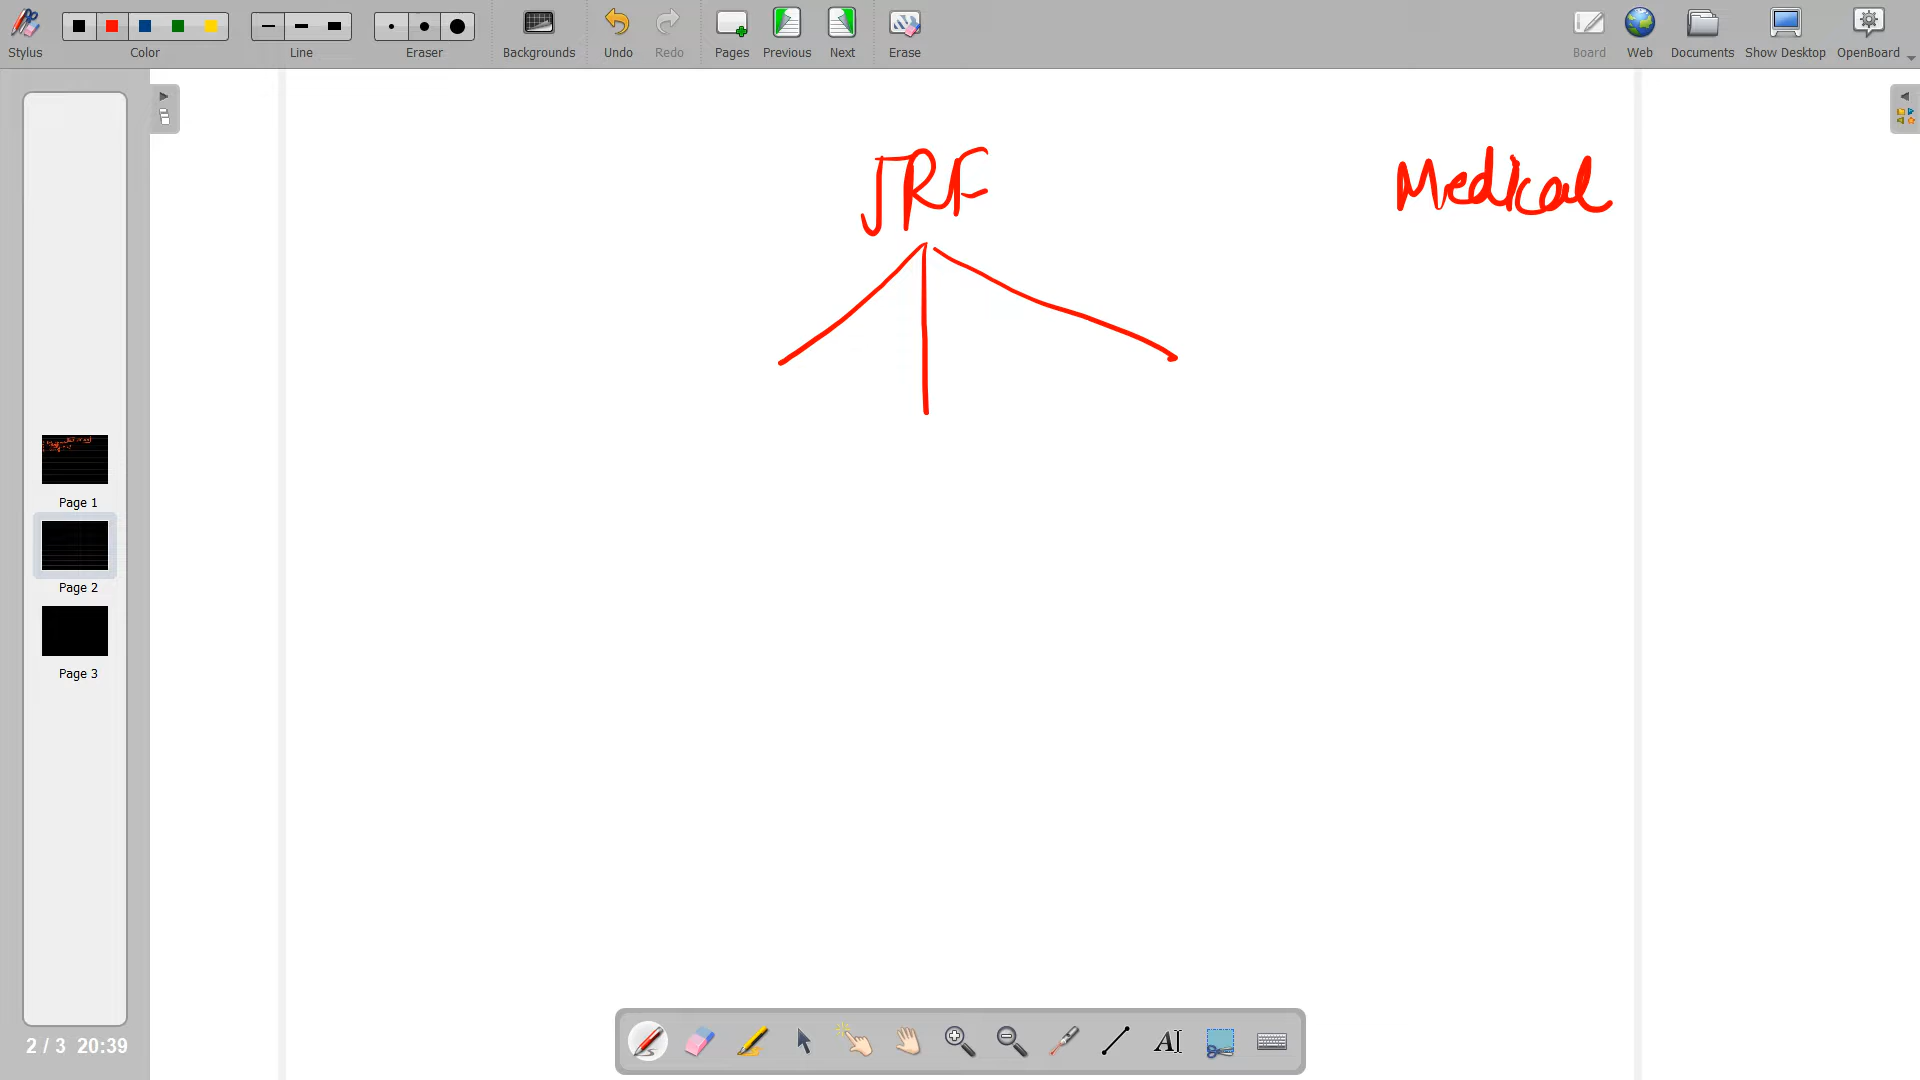 Stylus Color Line Eraser Backgrounds Undo Redo Pages Previous Next Erase Board Web Documents Show Desktop OpenBoard
JRF Medical
Page 1
Page 2
Page 3
2 / 3 20:39